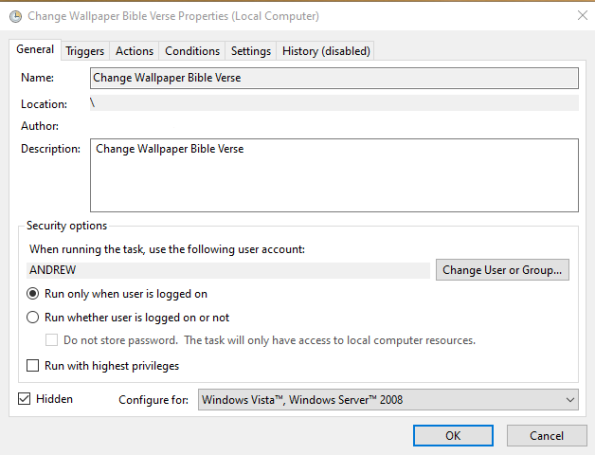 Change Wallpaper Bible Verse Properties (Local Computer)
General Triggers Actions Conditions Settings History (disabled)
Name: Change Wallpaper Bible Verse
Location: \
Author:
Description: Change Wallpaper Bible Verse
Security options
When running the task, use the following user account:
ANDREW Change User or Group...
Run only when user is logged on
Run whether user is logged on or not
Do not store password. The task will only have access to local computer resources.
Run with highest privileges
Hidden Configure for: Windows Vista™, Windows Server™ 2008
OK Cancel